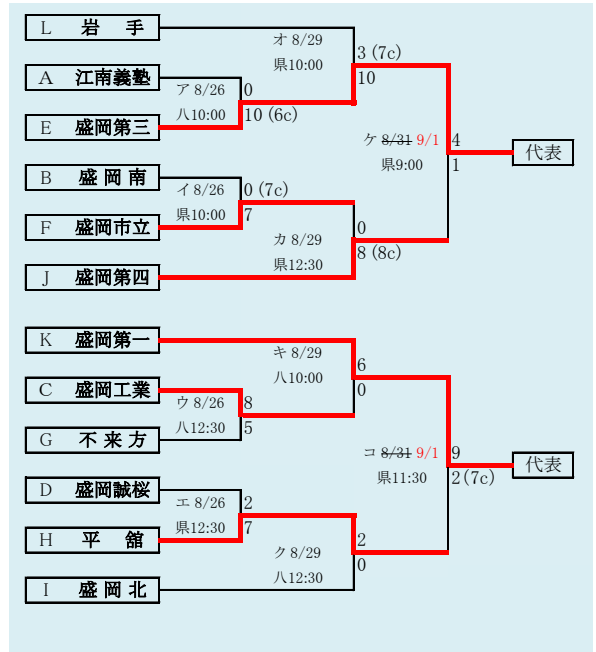 L 岩 手
オ 8/29
県10:00
3 (7c)
10
A 江南義塾
ア 8/26
八10:00
0
10 (6c)
E 盛岡第三
ケ 8/31 9/1
県9:00
4
1
代表
B 盛 岡 南
イ 8/26
県10:00
0 (7c)
7
F 盛岡市立
カ 8/29
県12:30
0
8 (8c)
J 盛岡第四
K 盛岡第一
キ 8/29
八10:00
6
0
C 盛岡工業
ウ 8/26
八12:30
8
5
G 不 来 方
コ 8/31 9/1
県11:30
9
2 (7c)
代表
D 盛岡誠桜
エ 8/26
県12:30
2
7
H 平 舘
ク 8/29
八12:30
2
0
I 盛 岡 北